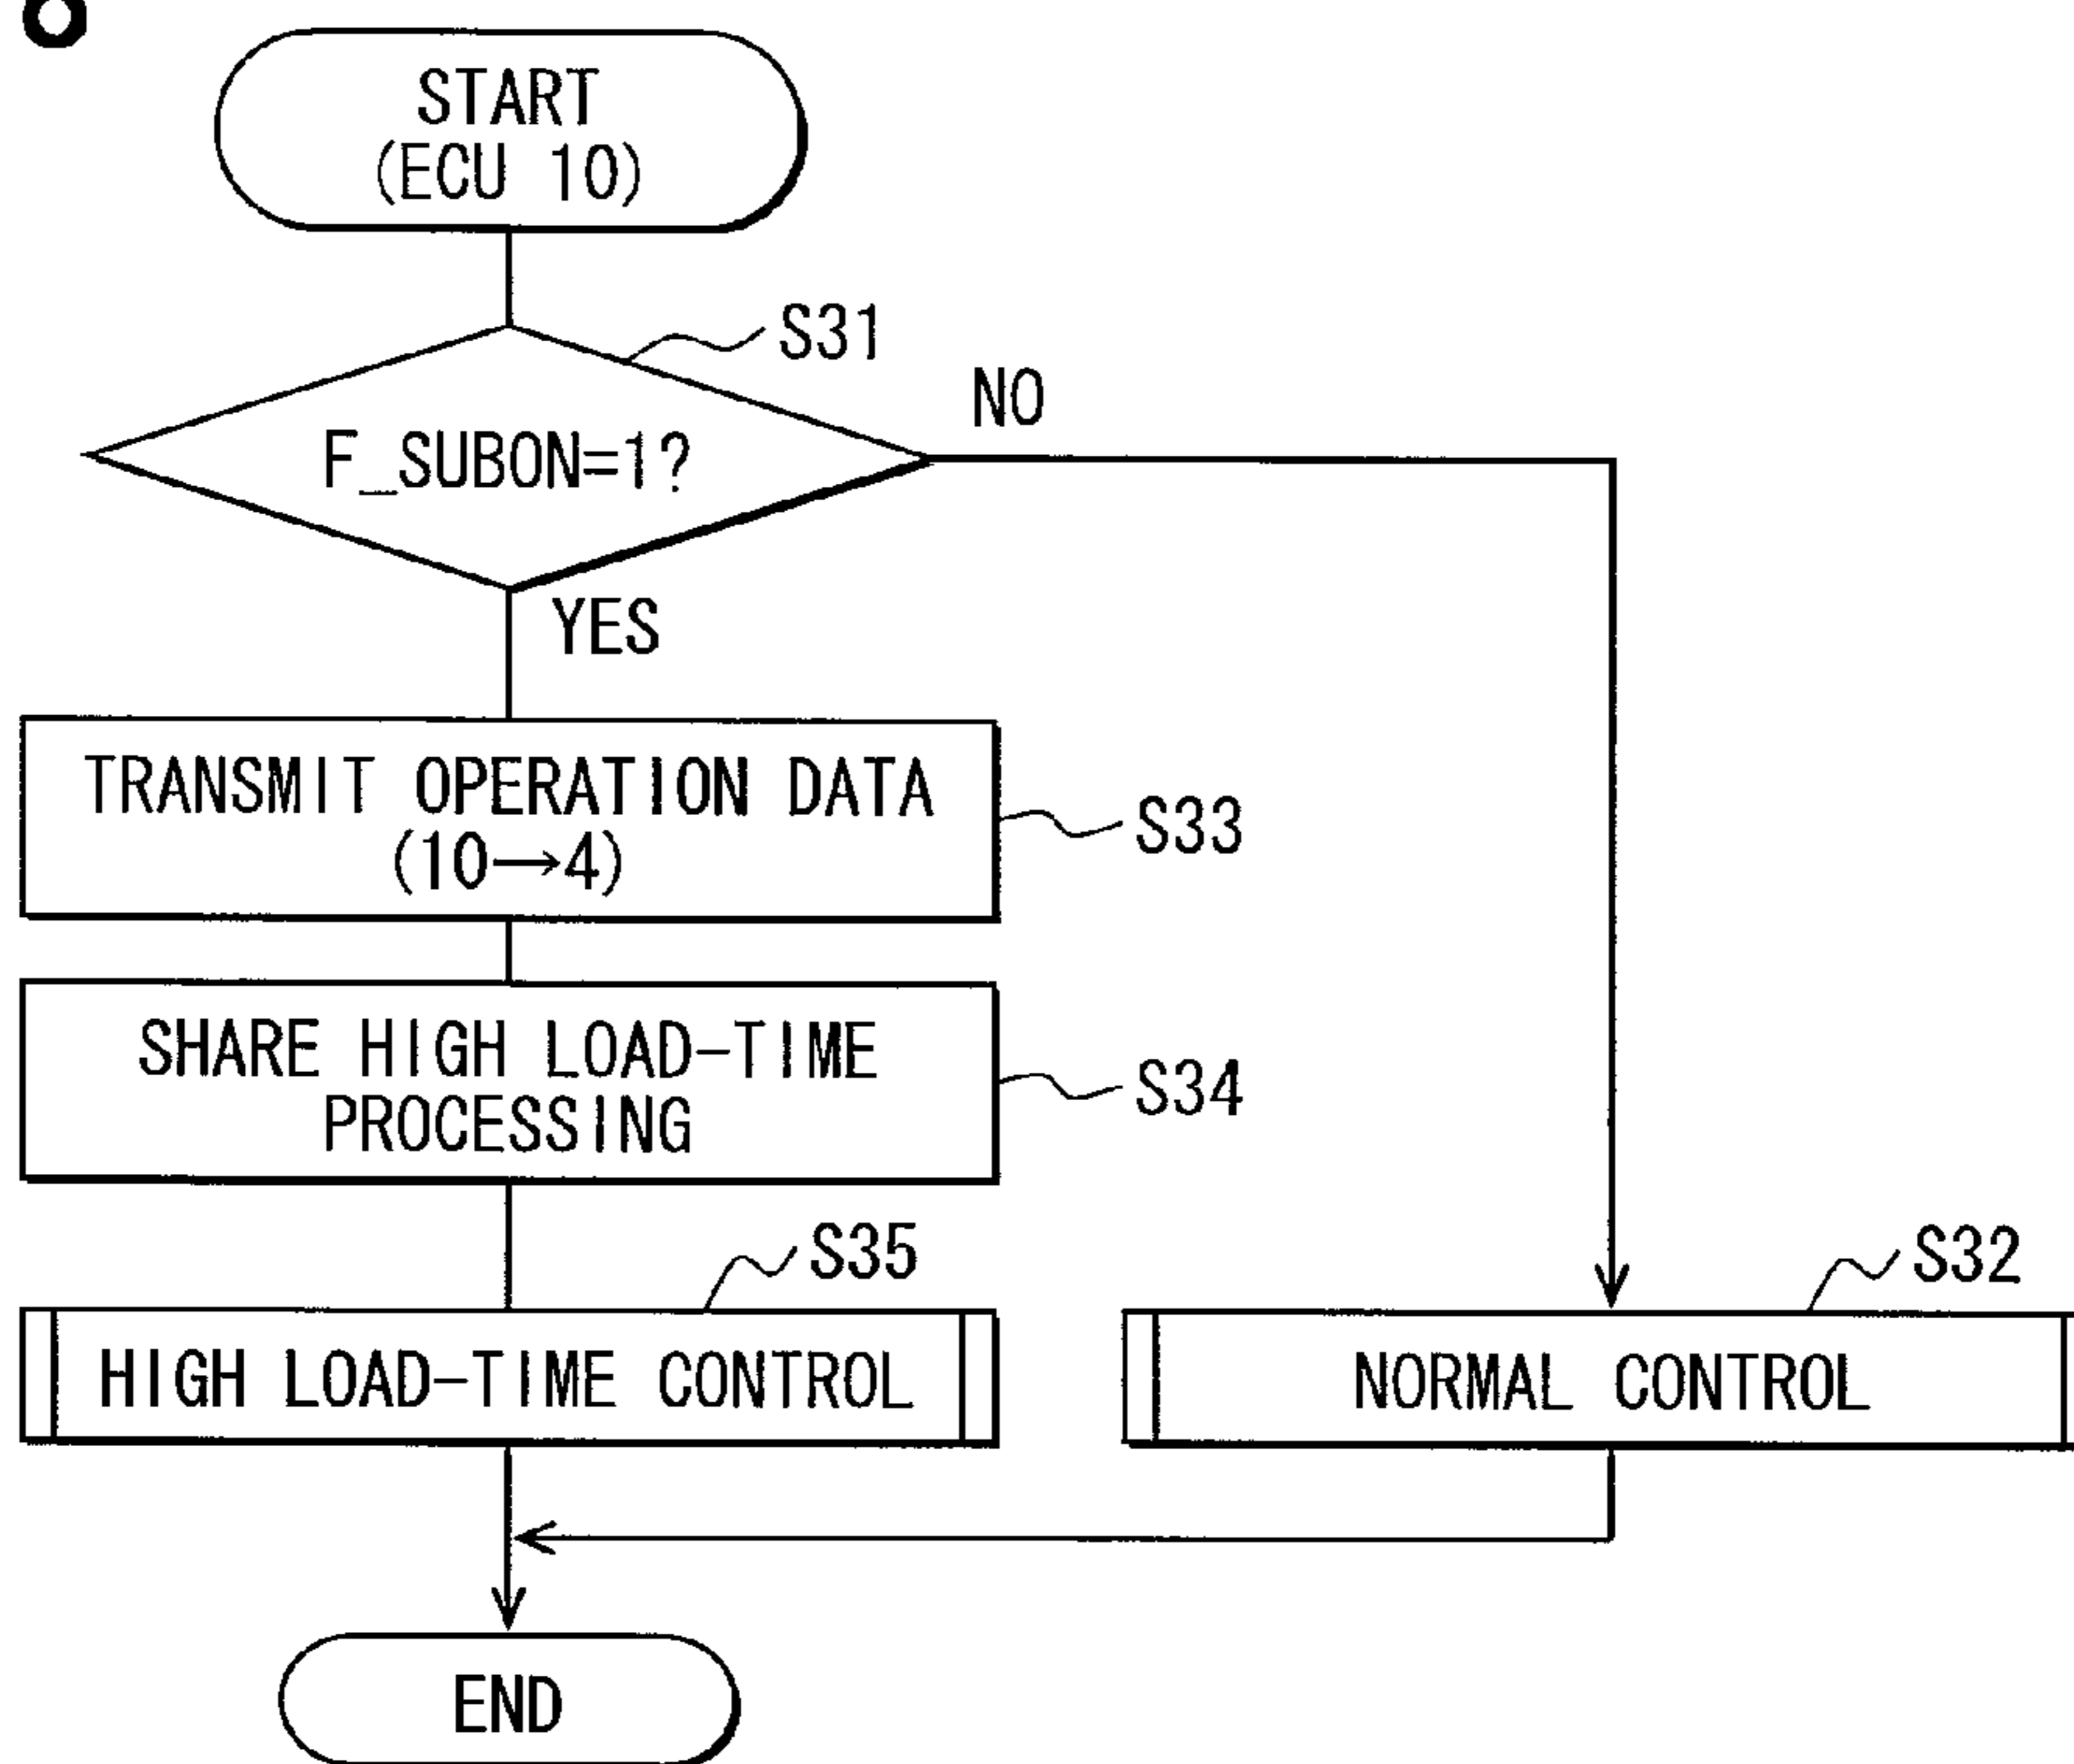 START
(ECU 10)
S31
F_SUBON=1?
NO
YES
TRANSMIT OPERATION DATA
(10→4)
S33
SHARE HIGH LOAD-TIME
PROCESSING
S34
S35
HIGH LOAD-TIME CONTROL
S32
NORMAL CONTROL
END